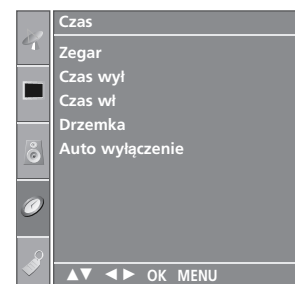 Czas
Zegar
Czas wył
Czas wł
Drzemka
Auto wyłączenie
▲▼ ◄► OK MENU